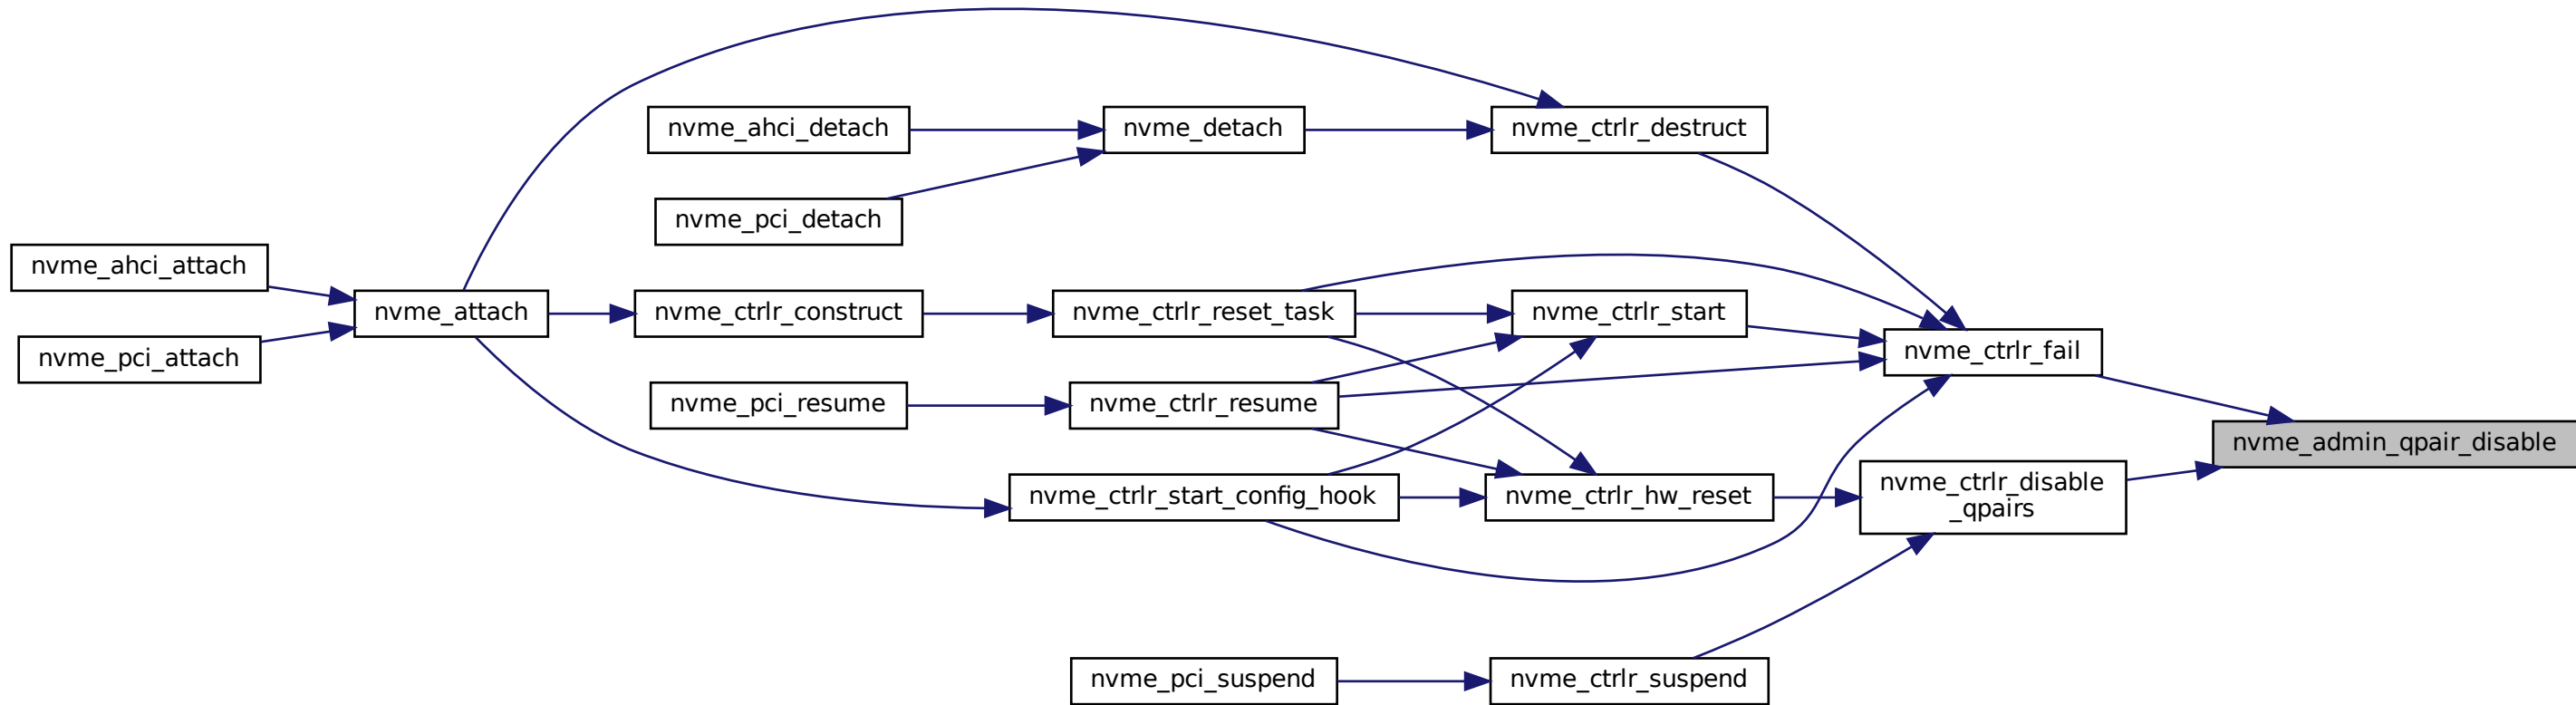 nvme_ahci_detach
nvme_detach
nvme_ctrlr_destruct
nvme_pci_detach
nvme_ahci_attach
nvme_attach
nvme_ctrlr_construct
nvme_ctrlr_reset_task
nvme_ctrlr_start
nvme_pci_attach
nvme_ctrlr_fail
nvme_pci_resume
nvme_ctrlr_resume
nvme_admin_qpair_disable
nvme_ctrlr_start_config_hook
nvme_ctrlr_hw_reset
nvme_ctrlr_disable
_qpairs
nvme_pci_suspend
nvme_ctrlr_suspend